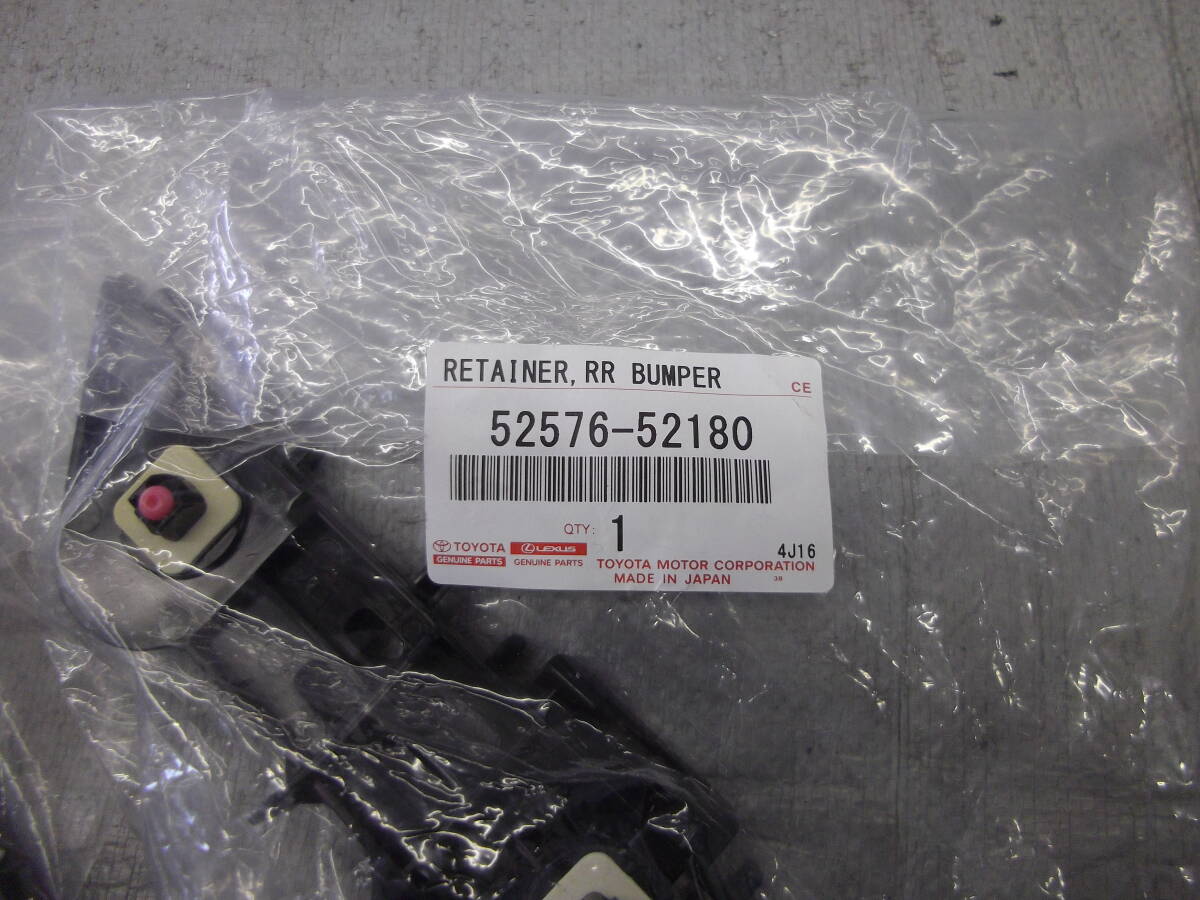 RETAINER, RR BUMPER
CE
52576-52180
QTY: 1
4J16
TOYOTA LEXUS
GENUINE PARTS GENUINE PARTS
TOYOTA MOTOR CORPORATION
MADE IN JAPAN 38